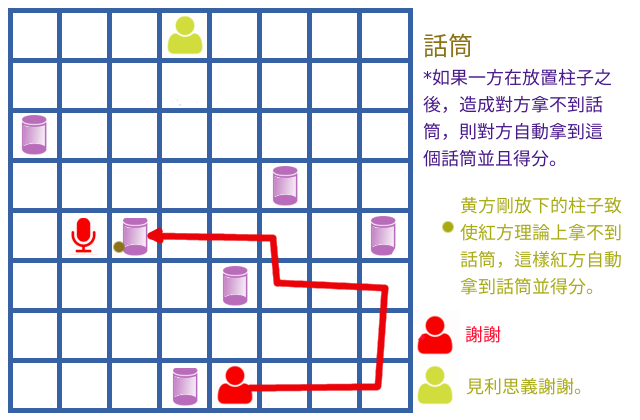 話筒
*如果一方在放置柱子之
後，造成對方拿不到話
筒，則對方自動拿到這
個話筒並且得分。
黄方剛放下的柱子致
使紅方理論上拿不到
話筒，這樣紅方自動
拿到話筒並得分。
謝謝
見利思義謝謝。